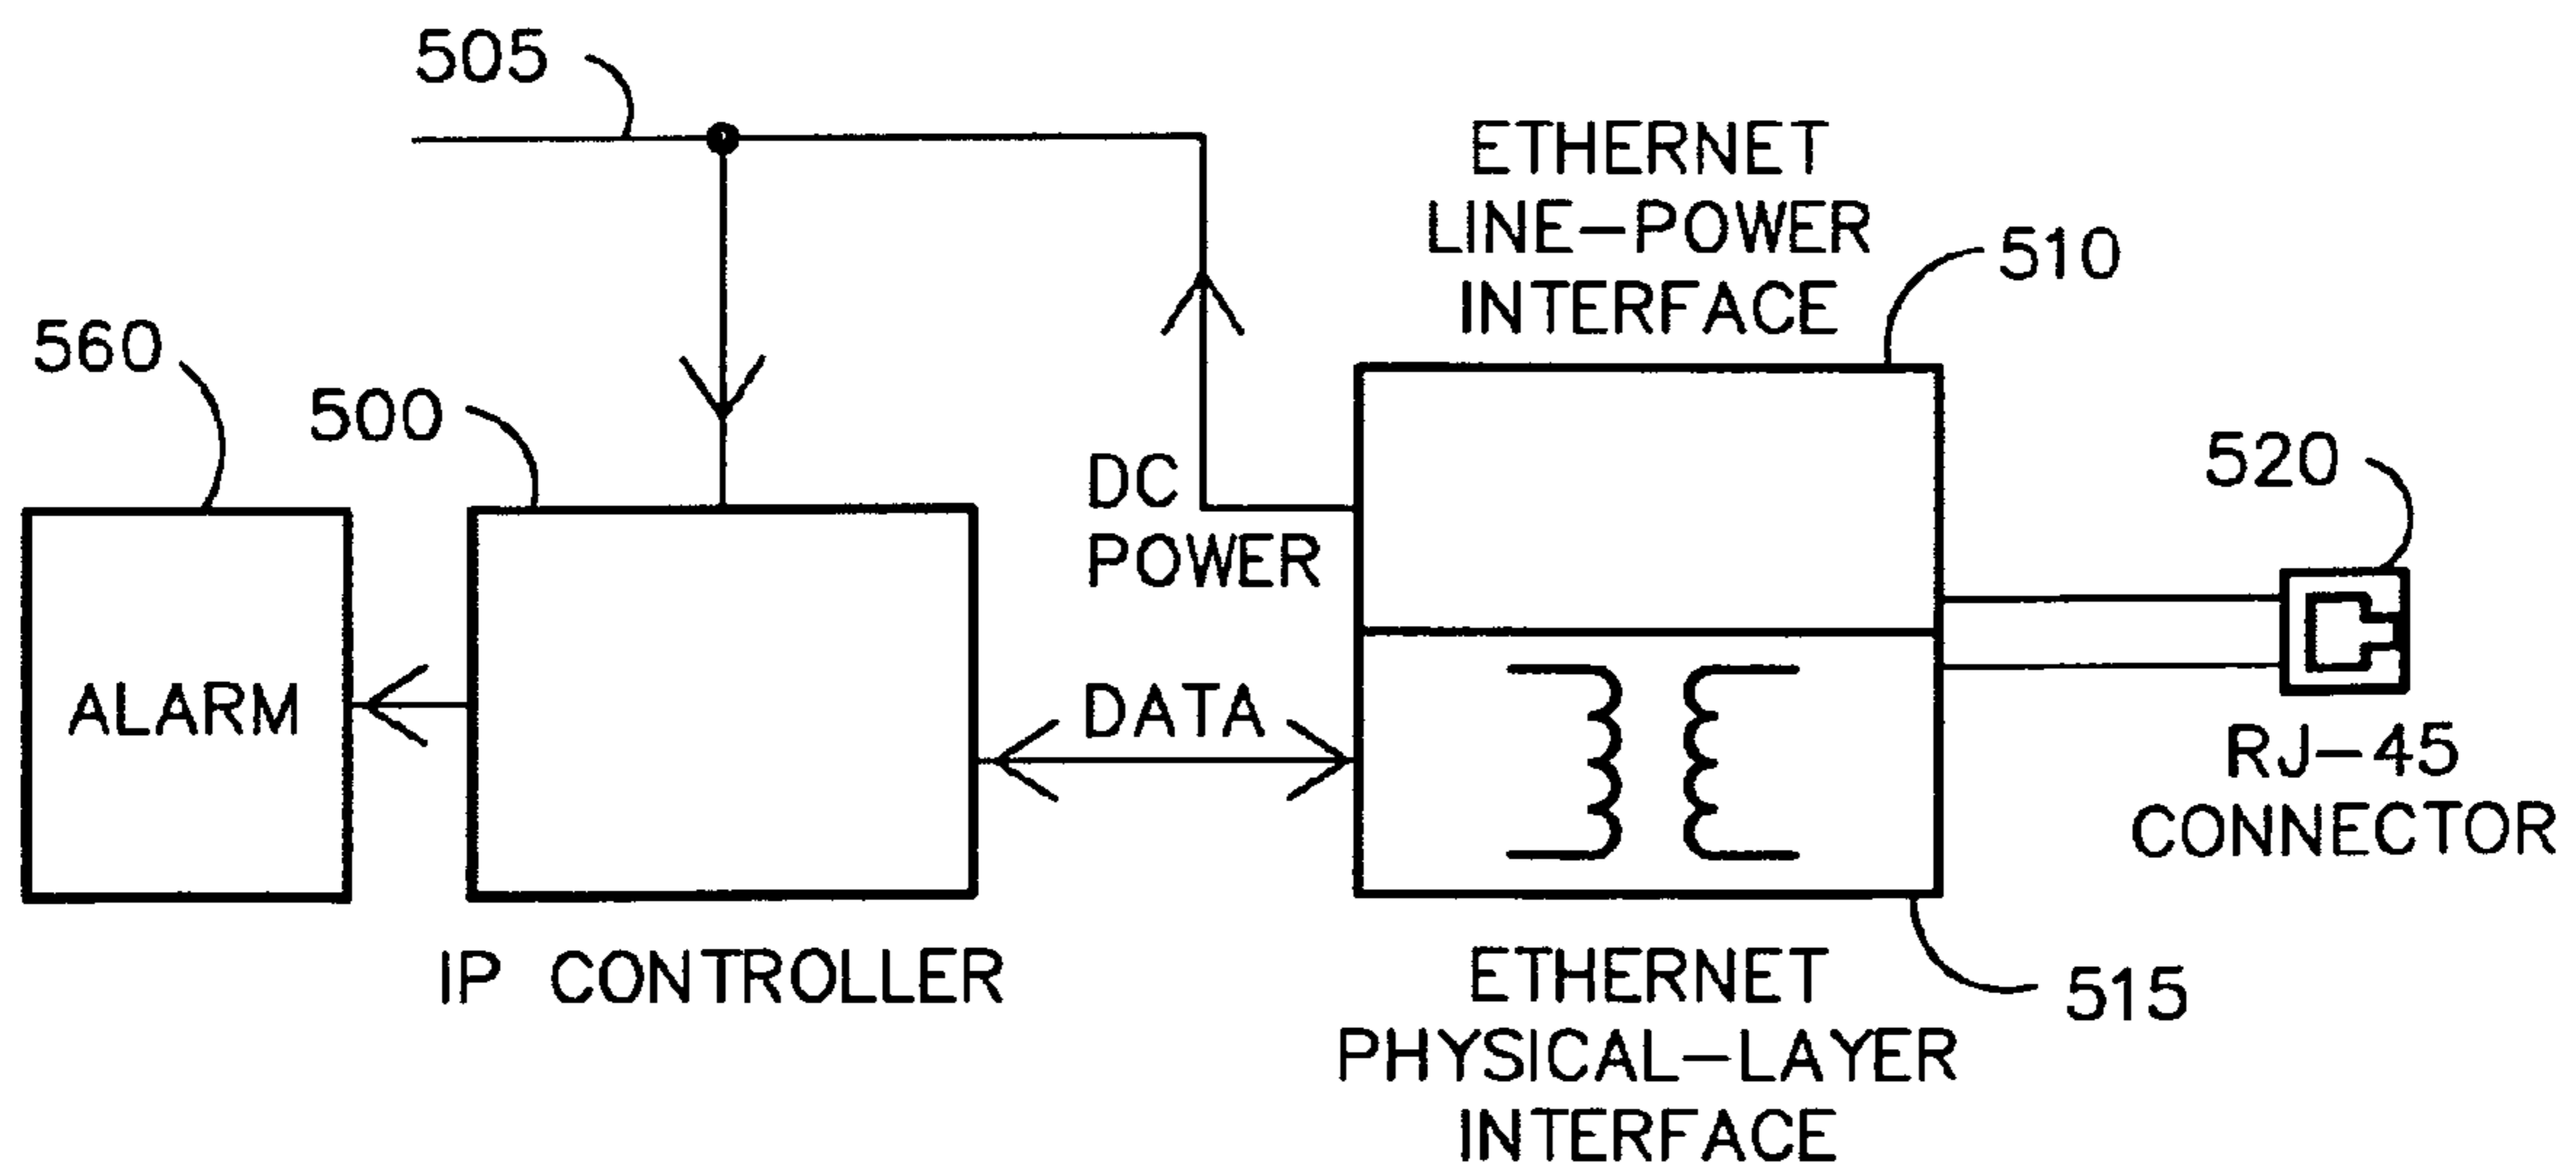 505
ETHERNET
LINE-POWER
INTERFACE
510
560
500
DC
POWER
520
ALARM
DATA
RJ-45
CONNECTOR
IP CONTROLLER
ETHERNET
PHYSICAL-LAYER
INTERFACE
515